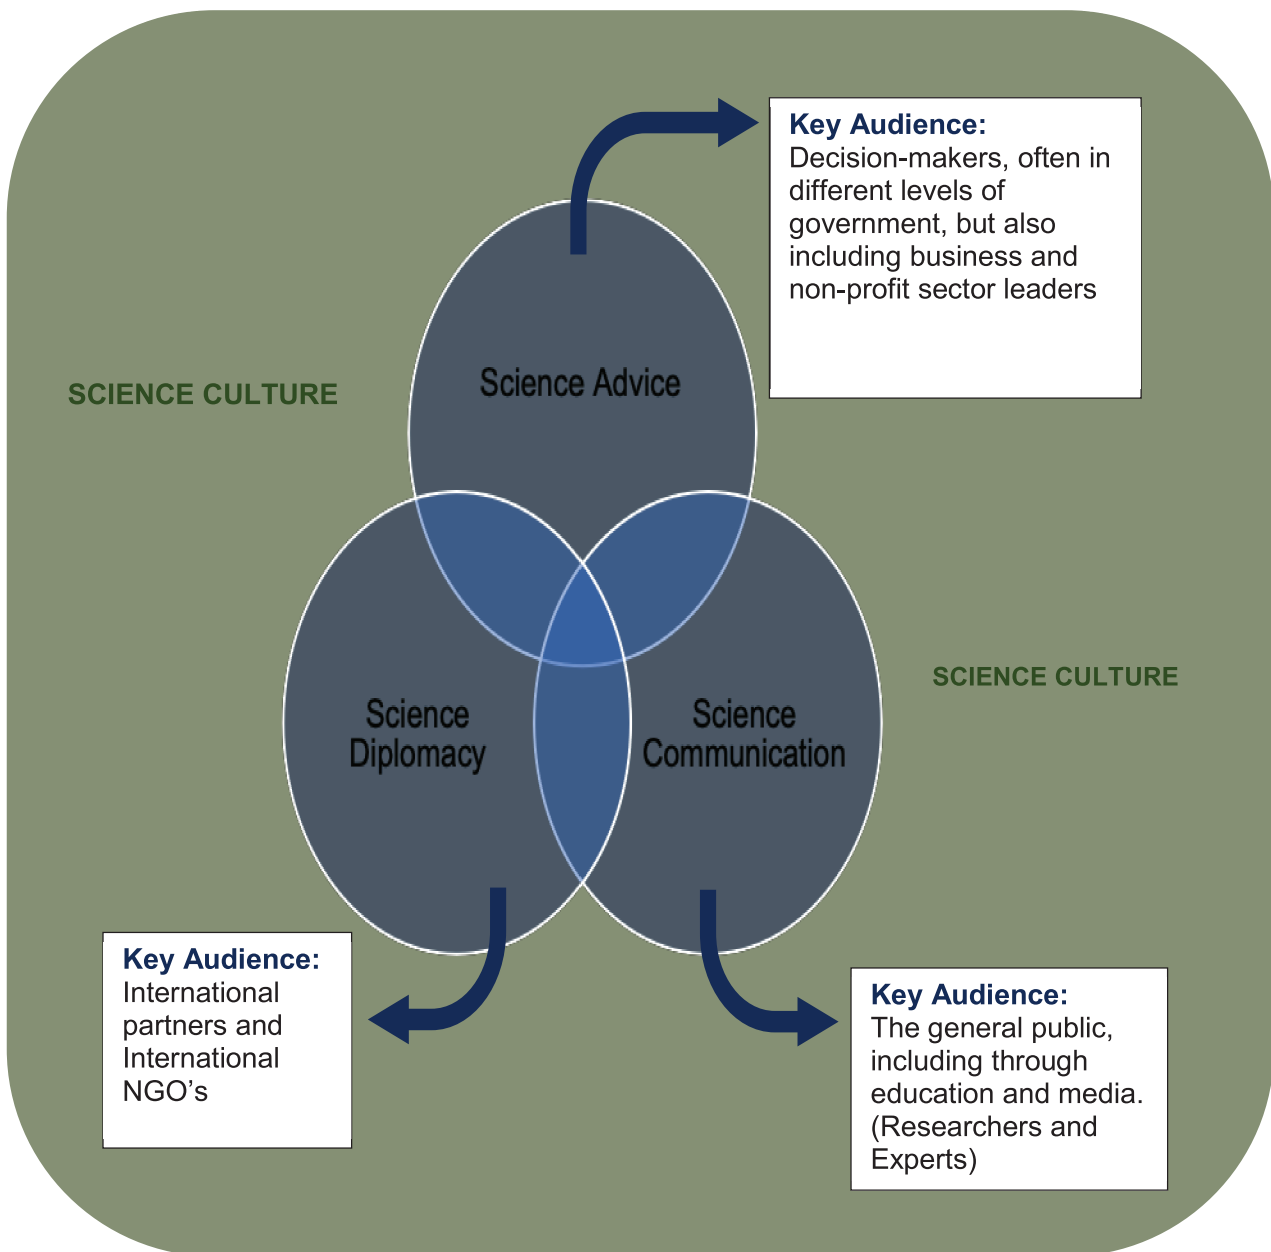 Key Audience:
Decision-makers, often in
different levels of
government, but also
including business and
non-profit sector leaders
SCIENCE CULTURE
Science Advice
SCIENCE CULTURE
Science
Diplomacy
Science
Communication
Key Audience:
International
partners and
International
NGO’s
Key Audience:
The general public,
including through
education and media.
(Researchers and
Experts)